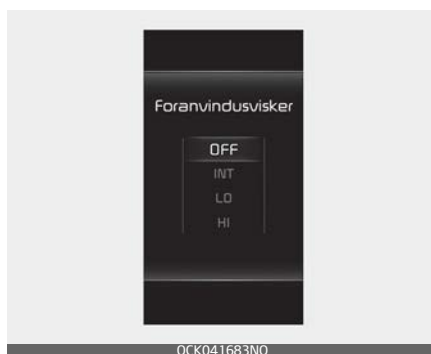 Foranvindusvisker
OFF
INT
LO
HI
OCK041683NO